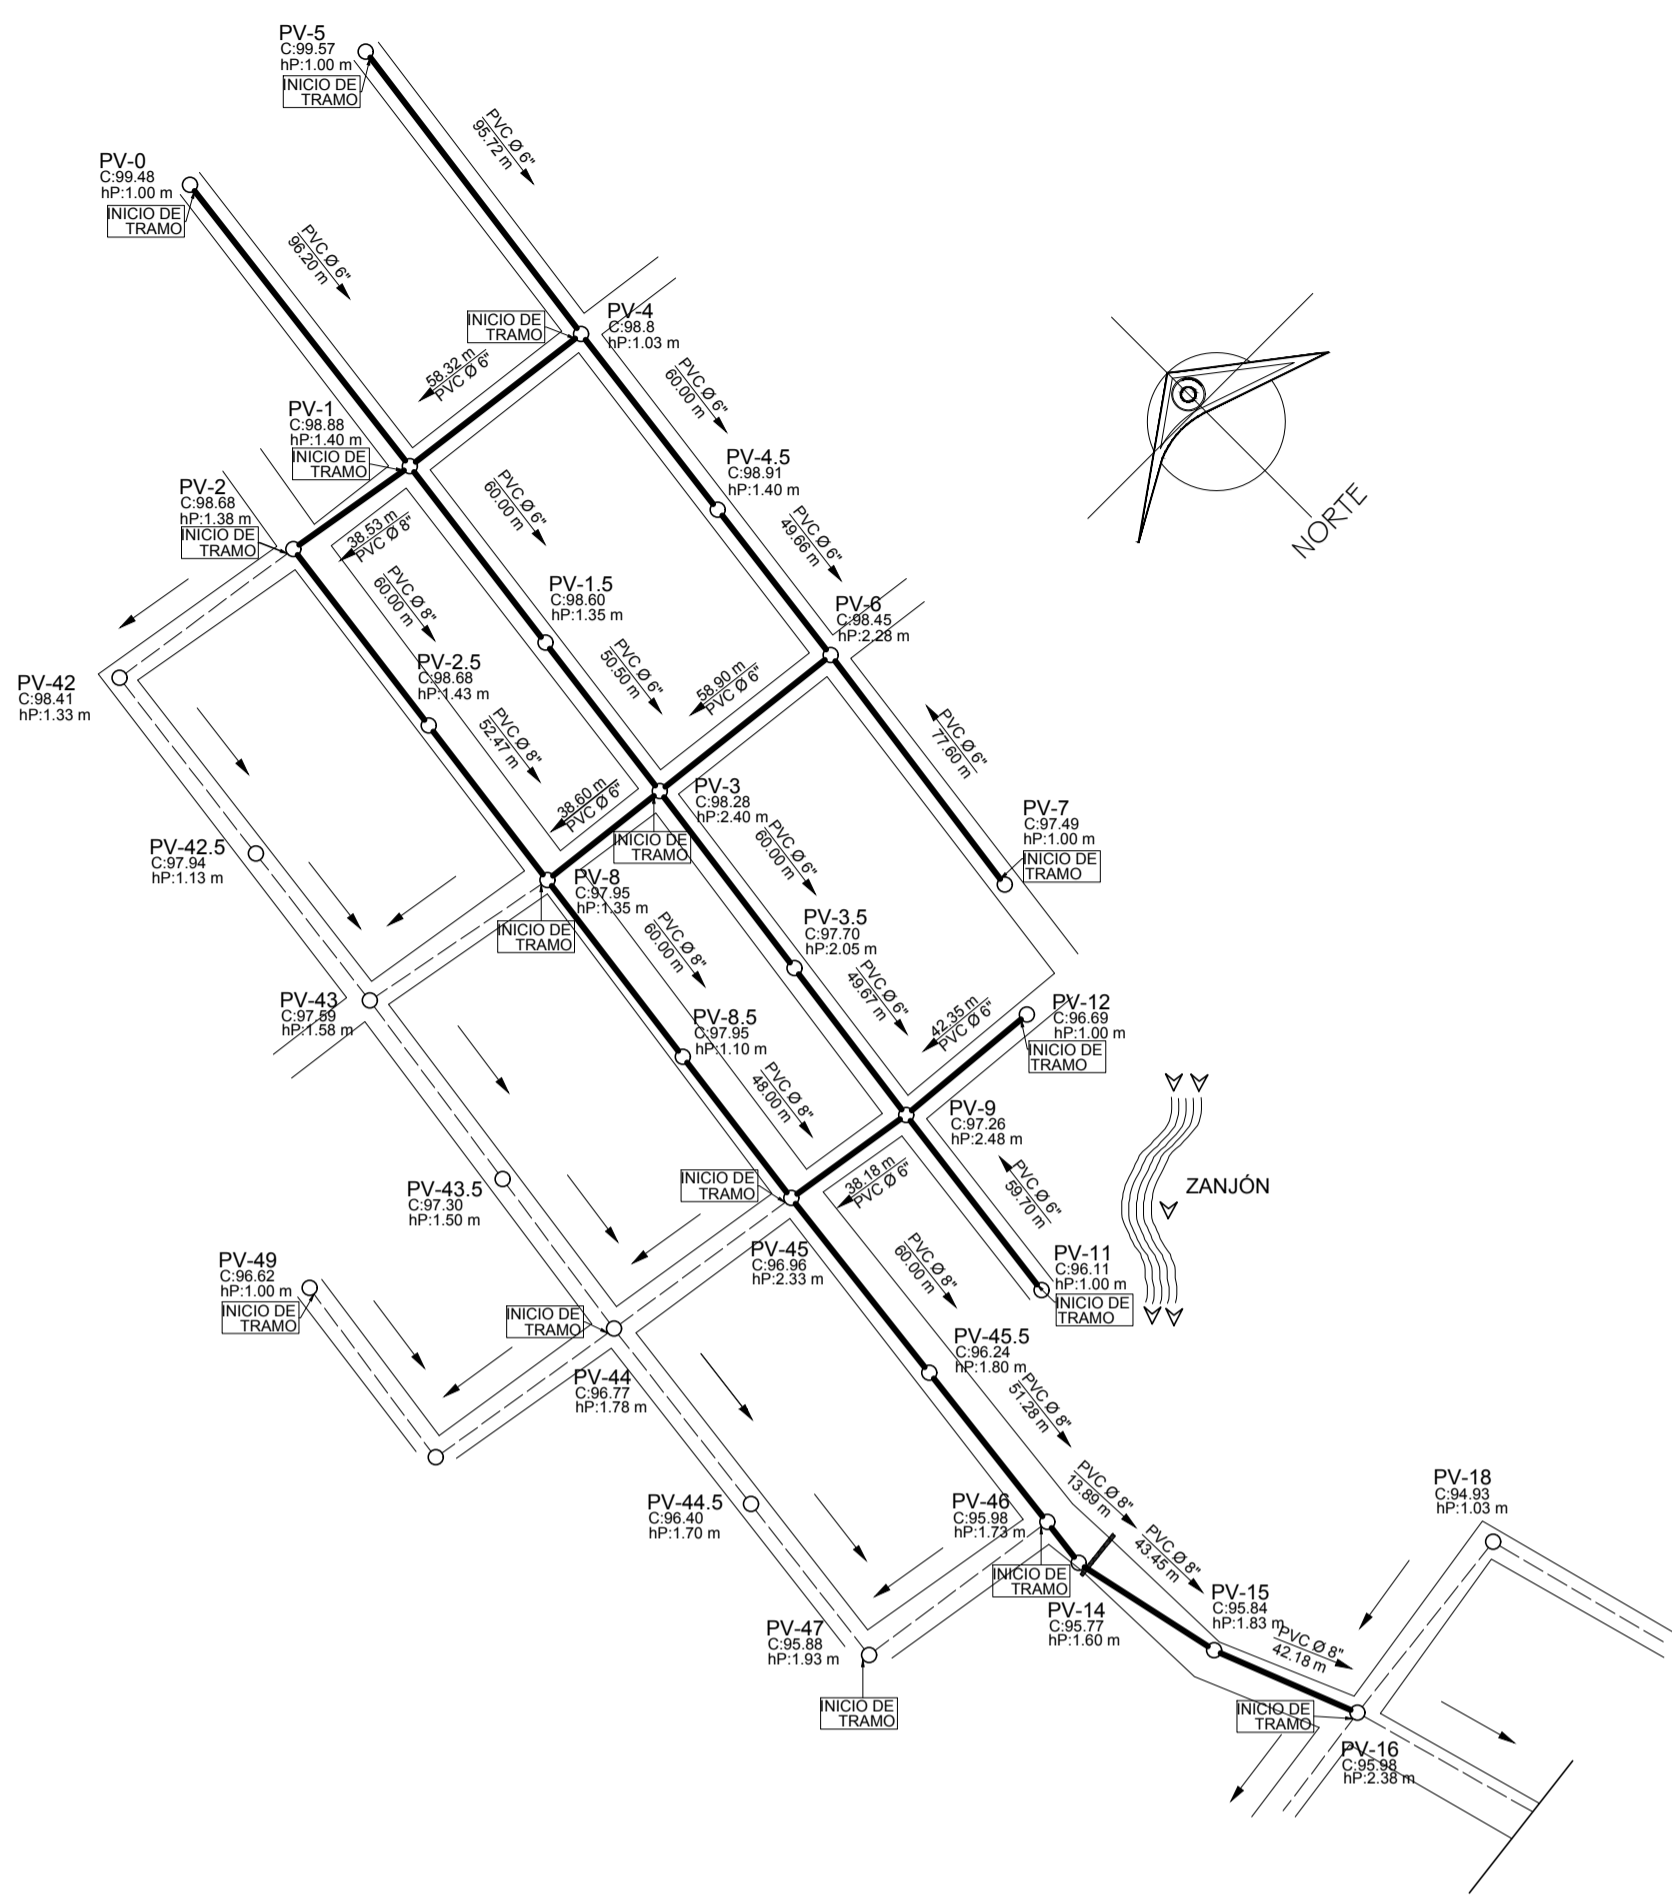 PV-5
C:99.57
hP:1.00 m
INICIO DE
TRAMO
PVC Ø 6"
95.72 m
PV-0
C:99.48
hP:1.00 m
INICIO DE
TRAMO
PVC Ø 6"
96.20 m
INICIO DE
TRAMO
PV-4
C:98.8
hP:1.03 m
58.32 m
PVC Ø 6"
PVC Ø 6"
60.00 m
PV-1
C:98.88
hP:1.40 m
INICIO DE
TRAMO
PV-4.5
C:98.91
hP:1.40 m
PV-2
C:98.68
hP:1.38 m
INICIO DE
TRAMO
38.53 m
PVC Ø 8"
PVC Ø 6"
60.00 m
PVC Ø 6"
49.66 m
NORTE
PVC Ø 8"
60.00 m
PV-1.5
C:98.60
hP:1.35 m
PV-6
C:98.45
hP:2.28 m
PV-2.5
C:98.68
hP:1.43 m
PVC Ø 6"
50.50 m
58.90 m
PVC Ø 6"
PV-42
C:98.41
hP:1.33 m
PVC Ø 8"
52.47 m
PVC Ø 6"
77.60 m
38.60 m
PVC Ø 6"
PV-3
C:98.28
hP:2.40 m
INICIO DE
TRAMO
PVC Ø 6"
60.00 m
PV-7
C:97.49
hP:1.00 m
INICIO DE
TRAMO
PV-42.5
C:97.94
hP:1.13 m
PV-8
C:97.95
hP:1.35 m
INICIO DE
TRAMO
PVC Ø 8"
60.00 m
PV-3.5
C:97.70
hP:2.05 m
PVC Ø 6"
49.67 m
PV-43
C:97.59
hP:1.58 m
PV-8.5
C:97.95
hP:1.10 m
42.35 m
PVC Ø 6"
PV-12
C:96.69
hP:1.00 m
INICIO DE
TRAMO
PVC Ø 8"
48.00 m
PV-9
C:97.26
hP:2.48 m
PV-43.5
C:97.30
hP:1.50 m
INICIO DE
TRAMO
38.18 m
PVC Ø 6"
PVC Ø 6"
59.70 m
ZANJÓN
PV-49
C:96.62
hP:1.00 m
INICIO DE
TRAMO
PV-45
C:96.96
hP:2.33 m
PVC Ø 8"
60.00 m
PV-11
C:96.11
hP:1.00 m
INICIO DE
TRAMO
INICIO DE
TRAMO
PV-44
C:96.77
hP:1.78 m
PV-45.5
C:96.24
hP:1.80 m
PVC Ø 8"
51.28 m
PV-44.5
C:96.40
hP:1.70 m
PV-46
C:95.98
hP:1.73 m
INICIO DE
TRAMO
PVC Ø 8"
13.89 m
PVC Ø 8"
43.45 m
PV-18
C:94.93
hP:1.03 m
PV-47
C:95.88
hP:1.93 m
INICIO DE
TRAMO
PV-14
C:95.77
hP:1.60 m
PV-15
C:95.84
hP:1.83 m
PVC Ø 8"
42.18 m
INICIO DE
TRAMO
PV-16
C:95.98
hP:2.38 m